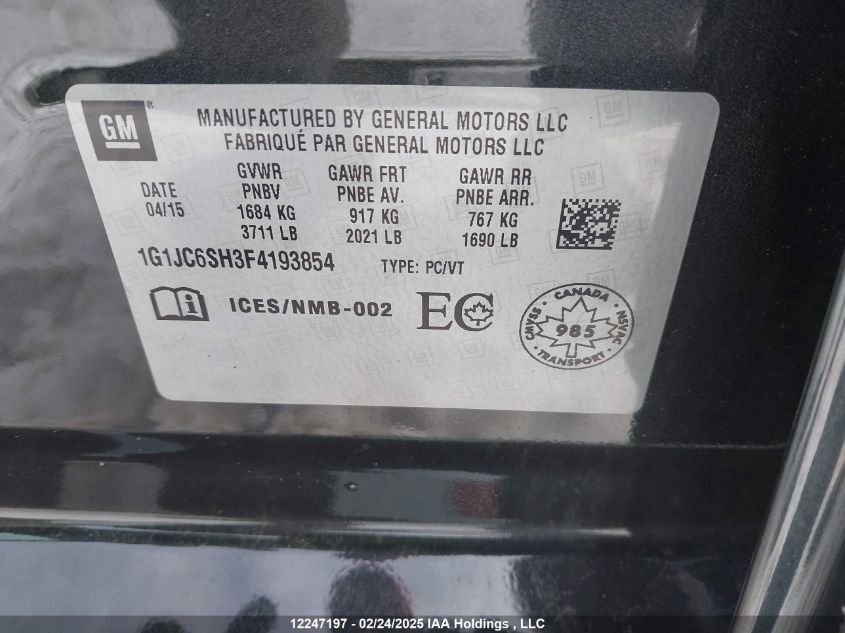 GM
MANUFACTURED BY GENERAL MOTORS LLC
FABRIQUÉ PAR GENERAL MOTORS LLC
DATE
04/15
GVWR
PNBV
1684 KG
3711 LB
GAWR FRT
PNBE AV.
917 KG
2021 LB
GAWR RR
PNBE ARR.
767 KG
1690 LB
1G1JC6SH3F4193854
TYPE: PC/VT
ICES/NMB-002
EC
CANADA
CMVSS
985
NSVAC
TRANSPORT
12247197 - 02/24/2025 IAA Holdings , LLC